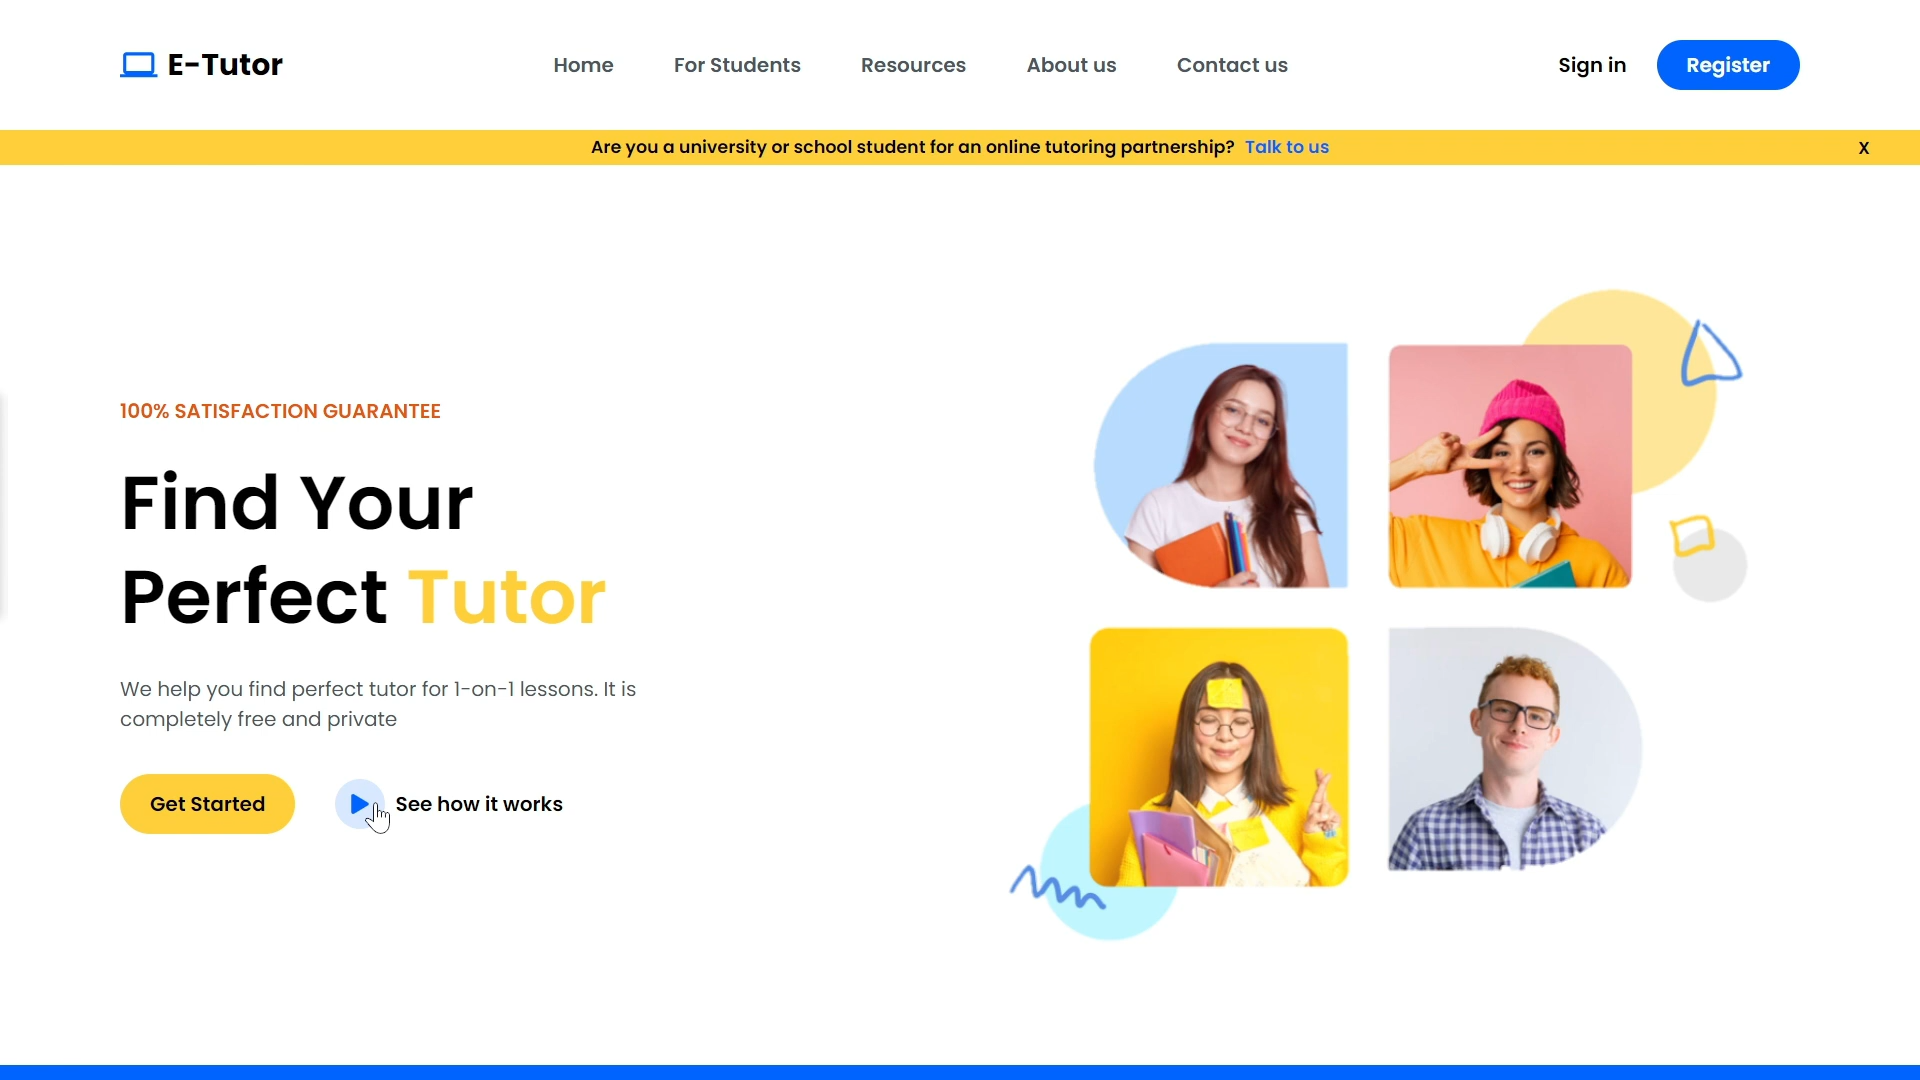 E-Tutor
Home
For Students
Resources
About us
Contact us
Sign in
Register
Are you a university or school student for an online tutoring partnership? Talk to us
X
100% SATISFACTION GUARANTEE
Find Your
Perfect Tutor
We help you find perfect tutor for 1-on-1 lessons. It is
completely free and private
Get Started
See how it works